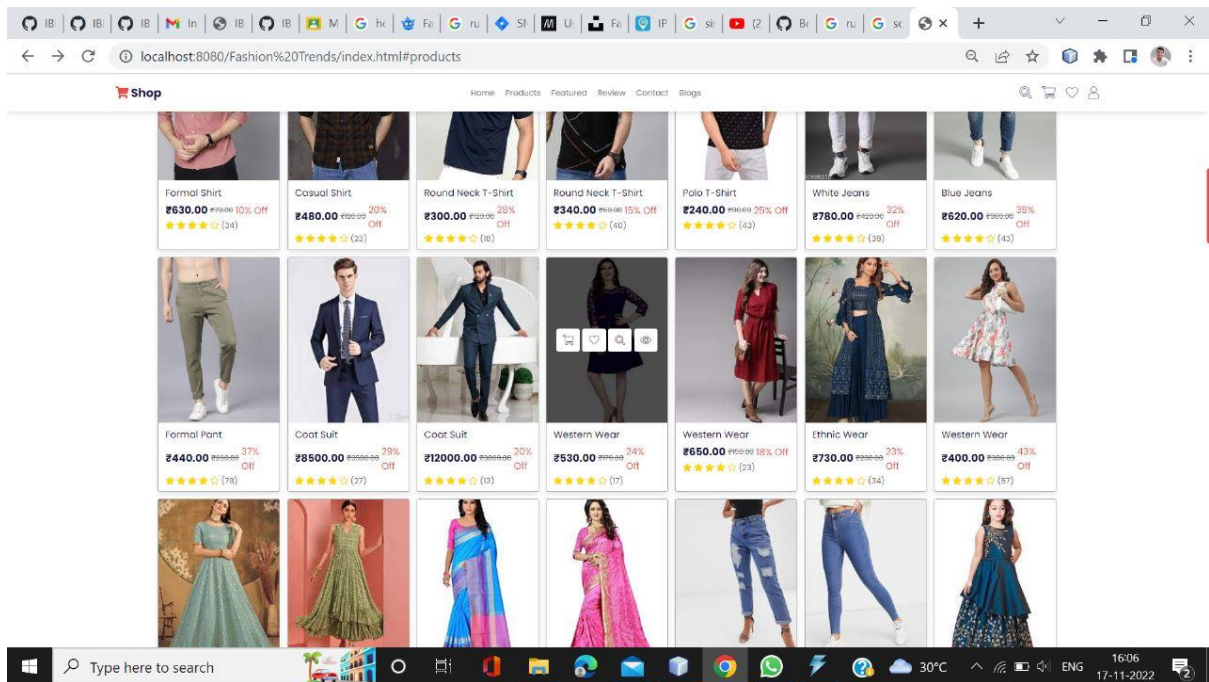 localhost:8080/Fashion%20Trends/index.html#products
Shop
Home Products Featured Review Contact Blogs
Formal Shirt
₹630.00 10% Off
(34)
Casual Shirt
₹480.00 ₹120.00 20% Off
(23)
Round Neck T-Shirt
₹300.00 ₹120.00 28% Off
(18)
Round Neck T-Shirt
₹340.00 15% Off
(40)
Polo T-Shirt
₹240.00 25% Off
(43)
White Jeans
₹780.00 32% Off
(38)
Blue Jeans
₹620.00 38% Off
(43)
Formal Pant
₹440.00 37% Off
(78)
Coat Suit
₹8500.00 29% Off
(27)
Coat Suit
₹12000.00 20% Off
(13)
Western Wear
₹530.00 24% Off
(17)
Western Wear
₹650.00 18% Off
(23)
Ethnic Wear
₹730.00 23% Off
(34)
Western Wear
₹400.00 43% Off
(57)
Type here to search
30°C
ENG
16:06
17-11-2022